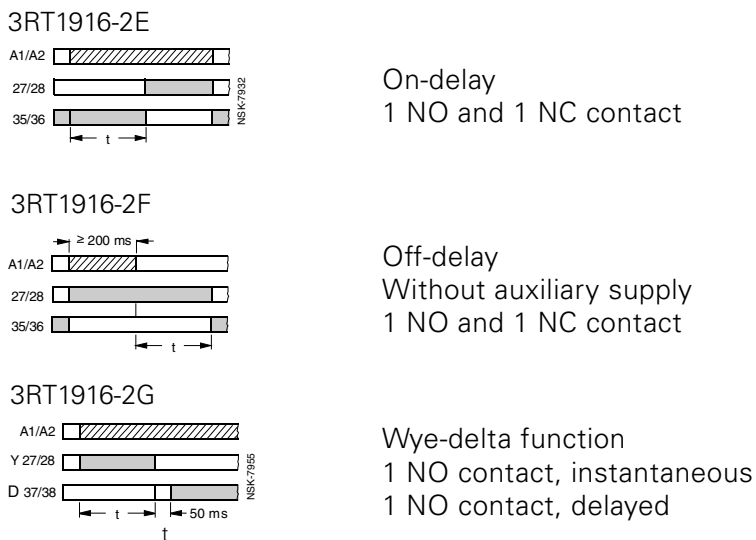 3RT1916-2E
A1/A2
27/28
35/36
t
NSK-7932
On-delay
1 NO and 1 NC contact
3RT1916-2F
≥ 200 ms
A1/A2
27/28
35/36
t
Off-delay
Without auxiliary supply
1 NO and 1 NC contact
3RT1916-2G
A1/A2
Y 27/28
D 37/38
t
50 ms
†
NSK-7955
Wye-delta function
1 NO contact, instantaneous
1 NO contact, delayed